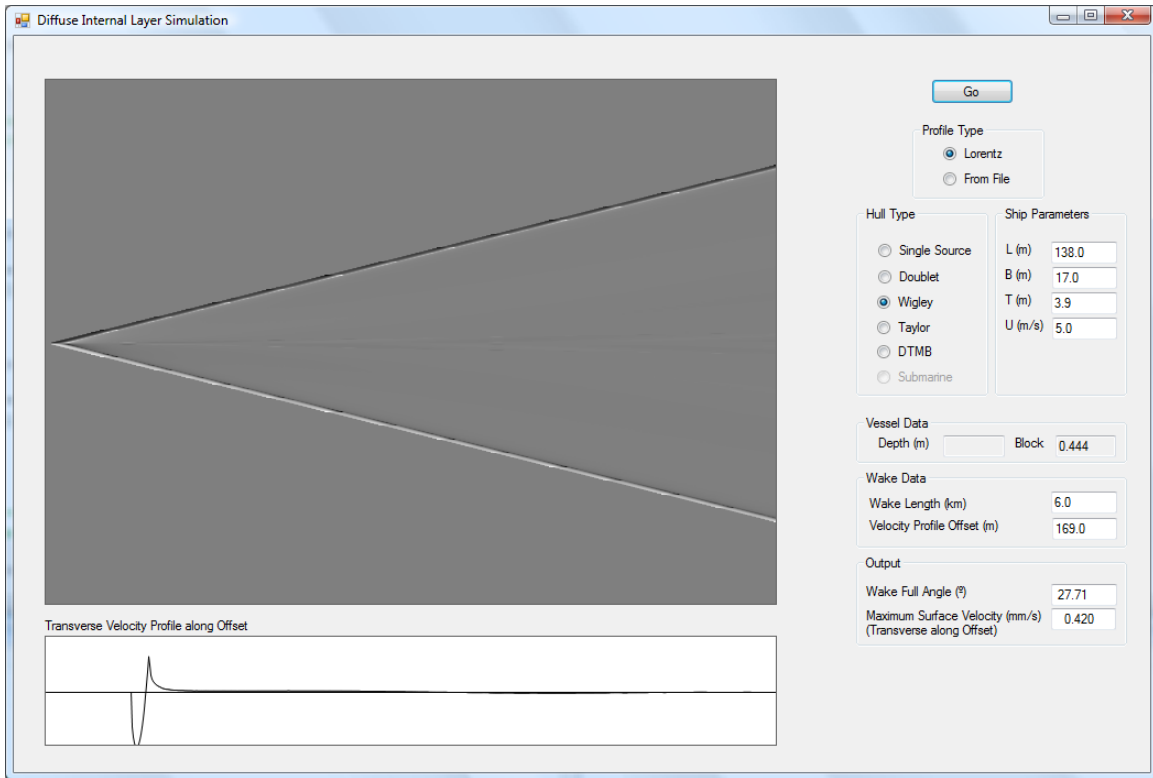 Diffuse Internal Layer Simulation
Go
Profile Type
Lorentz
From File
Hull Type
Single Source
Doublet
Wigley
Taylor
DTMB
Submarine
Ship Parameters
L (m) 138.0
B (m) 17.0
T (m) 3.9
U (m/s) 5.0
Vessel Data
Depth (m) Block 0.444
Wake Data
Wake Length (km) 6.0
Velocity Profile Offset (m) 169.0
Output
Wake Full Angle (º) 27.71
Maximum Surface Velocity (mm/s) 0.420
(Transverse along Offset)
Transverse Velocity Profile along Offset